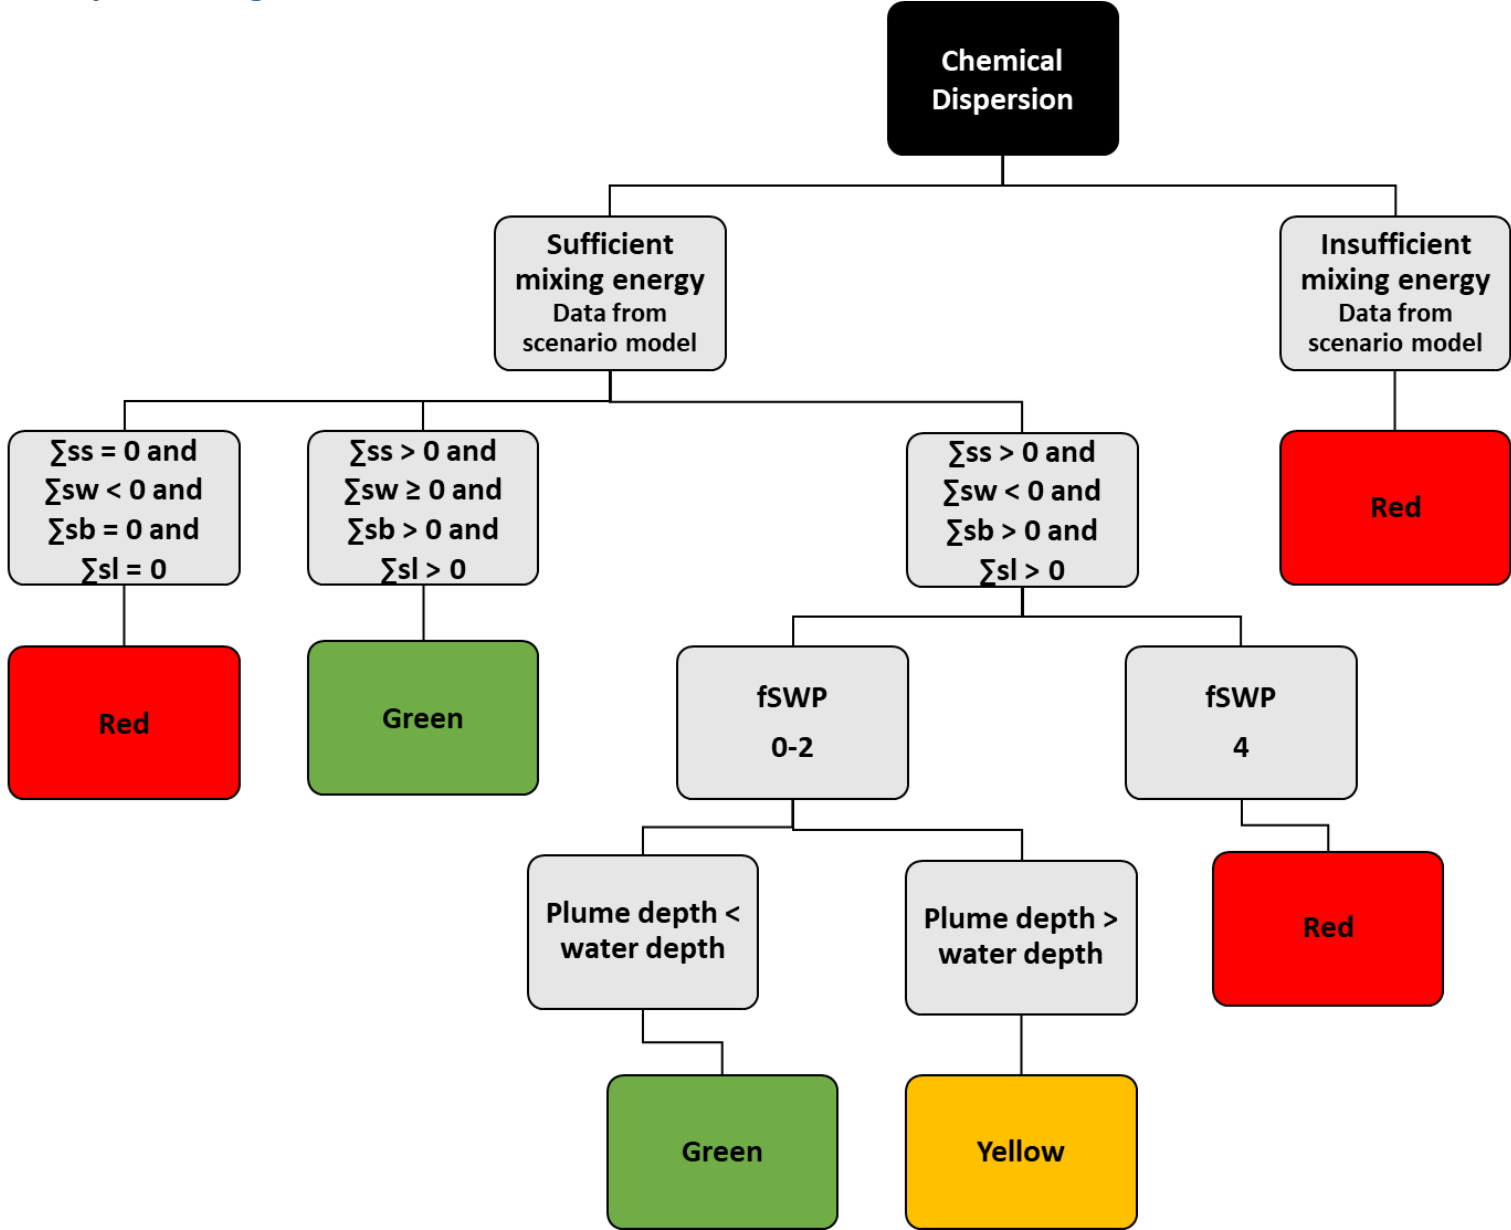 Chemical
Dispersion
Sufficient
mixing energy
Data from
scenario model
Insufficient
mixing energy
Data from
scenario model
∑ss = 0 and
∑sw < 0 and
∑sb = 0 and
∑sl = 0
∑ss > 0 and
∑sw ≥ 0 and
∑sb > 0 and
∑sl > 0
∑ss > 0 and
∑sw < 0 and
∑sb > 0 and
∑sl > 0
Red
Red
Green
fSWP
0-2
fSWP
4
Plume depth <
water depth
Plume depth >
water depth
Red
Green
Yellow